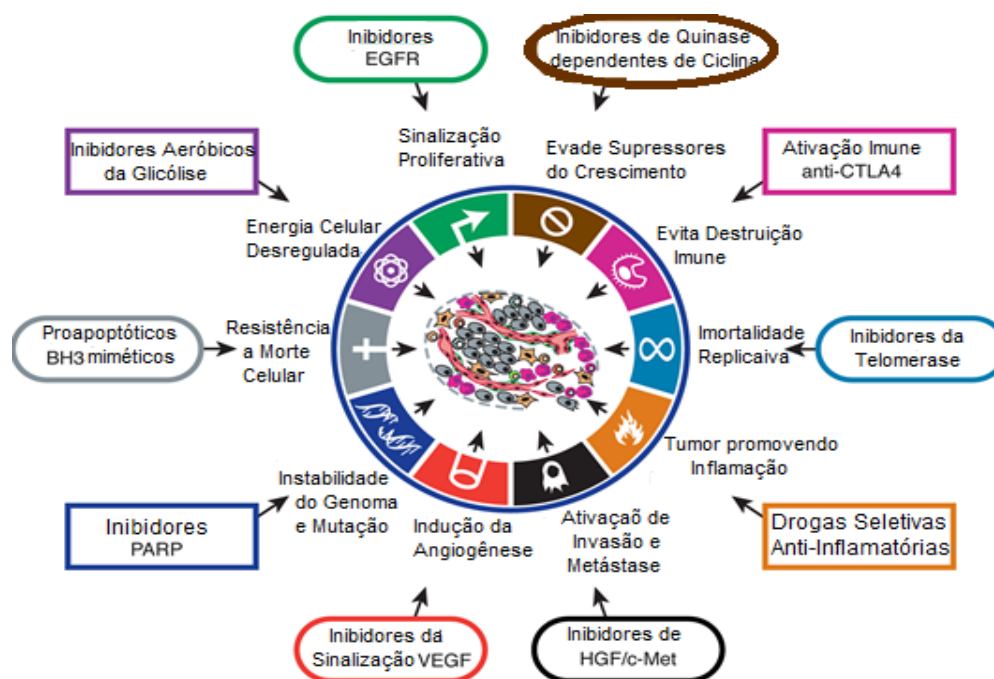 Inibidores
EGFR
Inibidores de Quinase
dependentes de Ciclina
Sinalização
Proliferativa
Evade Supressores
do Crescimento
Inibidores Aeróbicos
da Glicólise
Ativação Imune
anti-CTLA4
Energia Celular
Desregulada
Evita Destruição
Imune
Proapoptóticos
BH3 miméticos
Resistência
a Morte
Celular
Imortalidade
Replicaiva
Inibidores da
Telomerase
Tumor promovendo
Inflamação
Instabilidade
do Genoma
e Mutação
Indução da
Angiogênese
Ativaçaõ de
Invasão e
Metástase
Inibidores
PARP
Drogas Seletivas
Anti-Inflamatórias
Inibidores da
Sinalização VEGF
Inibidores de
HGF/c-Met